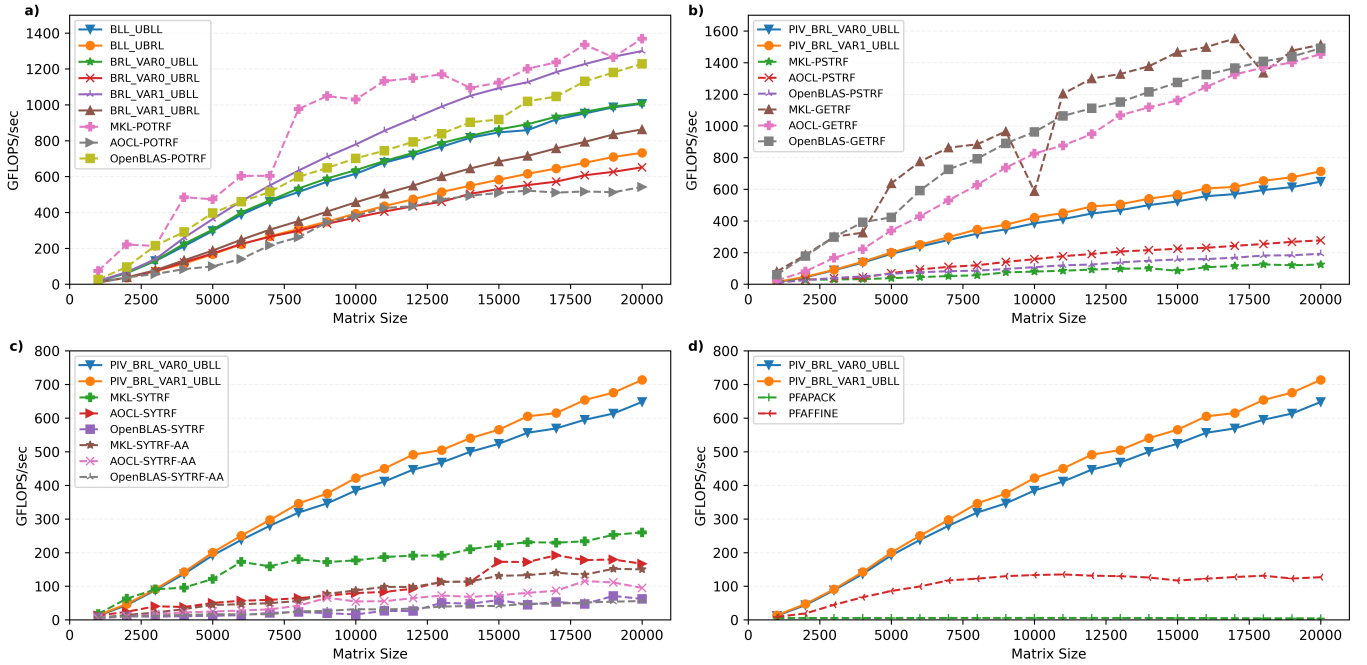 a)
1400
1200
1000
800
600
400
200
0
GFLOPS/sec
BLL_UBLL
BLL_UBRL
BRL_VAR0_UBLL
BRL_VAR0_UBRL
BRL_VAR1_UBLL
BRL_VAR1_UBRL
MKL-POTRF
AOCL-POTRF
OpenBLAS-POTRF
0 2500 5000 7500 10000 12500 15000 17500 20000
Matrix Size
b)
1600
1400
1200
1000
800
600
400
200
0
GFLOPS/sec
PIV_BRL_VAR0_UBLL
PIV_BRL_VAR1_UBLL
MKL-PSTRF
AOCL-PSTRF
OpenBLAS-PSTRF
MKL-GETRF
AOCL-GETRF
OpenBLAS-GETRF
0 2500 5000 7500 10000 12500 15000 17500 20000
Matrix Size
c)
800
700
600
500
400
300
200
100
0
GFLOPS/sec
PIV_BRL_VAR0_UBLL
PIV_BRL_VAR1_UBLL
MKL-SYTRF
AOCL-SYTRF
OpenBLAS-SYTRF
MKL-SYTRF-AA
AOCL-SYTRF-AA
OpenBLAS-SYTRF-AA
0 2500 5000 7500 10000 12500 15000 17500 20000
Matrix Size
d)
800
700
600
500
400
300
200
100
0
GFLOPS/sec
PIV_BRL_VAR0_UBLL
PIV_BRL_VAR1_UBLL
PFAPACK
PFAFFINE
0 2500 5000 7500 10000 12500 15000 17500 20000
Matrix Size